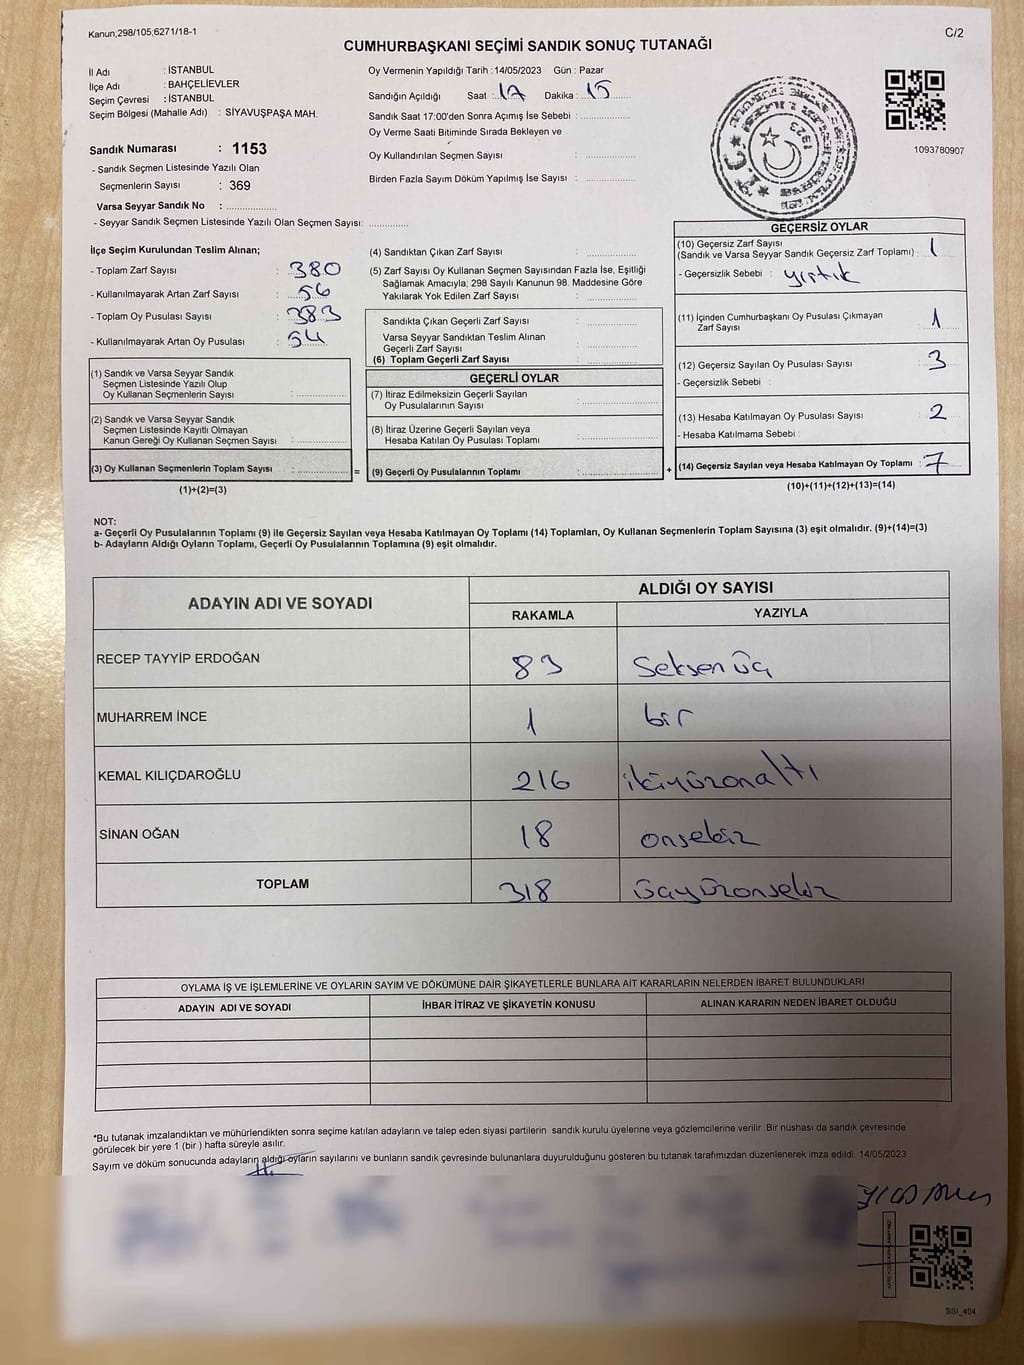 Kanun,298/105;6271/18-1
C/2
CUMHURBAŞKANI SEÇİMİ SANDIK SONUÇ TUTANAĞI
İl Adı : İSTANBUL
İlçe Adı : BAHÇELİEVLER
Seçim Çevresi : İSTANBUL
Seçim Bölgesi (Mahalle Adı) : SİYAVUŞPAŞA MAH.
Sandık Numarası : 1153
- Sandık Seçmen Listesinde Yazılı Olan
Seçmenlerin Sayısı : 369
Varsa Seyyar Sandık No :
- Seyyar Sandık Seçmen Listesinde Yazılı Olan Seçmen Sayısı:
Oy Vermenin Yapıldığı Tarih :14/05/2023 Gün : Pazar
Sandığın Açıldığı Saat : 17 Dakika : 15
Sandık Saat 17:00'den Sonra Açımış İse Sebebi :
Oy Verme Saati Bitiminde Sırada Bekleyen ve
Oy Kullandırılan Seçmen Sayısı :
Birden Fazla Sayım Döküm Yapılmış İse Sayısı :
T.C.
1923
1093780907
İlçe Seçim Kurulundan Teslim Alınan;
- Toplam Zarf Sayısı : 380
- Kullanılmayarak Artan Zarf Sayısı : 56
- Toplam Oy Pusulası Sayısı : 383
- Kullanılmayarak Artan Oy Pusulası : 54
(1) Sandık ve Varsa Seyyar Sandık
Seçmen Listesinde Yazılı Olup
Oy Kullanan Seçmenlerin Sayısı :
(2) Sandık ve Varsa Seyyar Sandık
Seçmen Listesinde Kayıtlı Olmayan
Kanun Gereği Oy Kullanan Seçmen Sayısı :
(3) Oy Kullanan Seçmenlerin Toplam Sayısı :
(1)+(2)=(3)
(4) Sandıktan Çıkan Zarf Sayısı :
(5) Zarf Sayısı Oy Kullanan Seçmen Sayısından Fazla İse, Eşitliği
Sağlamak Amacıyla; 298 Sayılı Kanunun 98. Maddesine Göre
Yakılarak Yok Edilen Zarf Sayısı :
Sandıkta Çıkan Geçerli Zarf Sayısı :
Varsa Seyyar Sandıktan Teslim Alınan
Geçerli Zarf Sayısı :
(6) Toplam Geçerli Zarf Sayısı :
GEÇERLİ OYLAR
(7) İtiraz Edilmeksizin Geçerli Sayılan
Oy Pusulalarının Sayısı :
(8) İtiraz Üzerine Geçerli Sayılan veya
Hesaba Katılan Oy Pusulası Toplamı :
= (9) Geçerli Oy Pusulalarının Toplamı : +
GEÇERSİZ OYLAR
(10) Geçersiz Zarf Sayısı
(Sandık ve Varsa Seyyar Sandık Geçersiz Zarf Toplamı) : 1
- Geçersizlik Sebebi : yırtık
(11) İçinden Cumhurbaşkanı Oy Pusulası Çıkmayan
Zarf Sayısı : 1
(12) Geçersiz Sayılan Oy Pusulası Sayısı : 3
- Geçersizlik Sebebi :
(13) Hesaba Katılmayan Oy Pusulası Sayısı : 2
- Hesaba Katılmama Sebebi :
(14) Geçersiz Sayılan veya Hesaba Katılmayan Oy Toplamı : 7
(10)+(11)+(12)+(13)=(14)
NOT:
a- Geçerli Oy Pusulalarının Toplamı (9) ile Geçersiz Sayılan veya Hesaba Katılmayan Oy Toplamı (14) Toplamları, Oy Kullanan Seçmenlerin Toplam Sayısına (3) eşit olmalıdır. (9)+(14)=(3)
b- Adayların Aldığı Oyların Toplamı, Geçerli Oy Pusulalarının Toplamına (9) eşit olmalıdır.
ADAYIN ADI VE SOYADI
ALDIĞI OY SAYISI
RAKAMLA YAZIYLA
RECEP TAYYİP ERDOĞAN 83 Seksen üç
MUHARREM İNCE 1 bir
KEMAL KILIÇDAROĞLU 216 ikiyüzonaltı
SİNAN OĞAN 18 onsekiz
TOPLAM 318 üçyüzonsekiz
OYLAMA İŞ VE İŞLEMLERİNE VE OYLARIN SAYIM VE DÖKÜMÜNE DAİR ŞİKAYETLERLE BUNLARA AİT KARARLARIN NELERDEN İBARET BULUNDUKLARI
ADAYIN ADI VE SOYADI İHBAR İTİRAZ VE ŞİKAYETİN KONUSU ALINAN KARARIN NEDEN İBARET OLDUĞU
*Bu tutanak imzalandıktan ve mühürlendikten sonra seçime katılan adayların ve talep eden siyasi partilerin sandık kurulu üyelerine veya gözlemcilerine verilir. Bir nüshası da sandık çevresinde
görülecek bir yere 1 (bir ) hafta süreyle asılır.
Sayım ve döküm sonucunda adayların aldığı oyların sayılarını ve bunların sandık çevresinde bulunanlara duyurulduğunu gösteren bu tutanak tarafımızdan düzenlenerek imza edildi. 14/05/2023
SBI_404